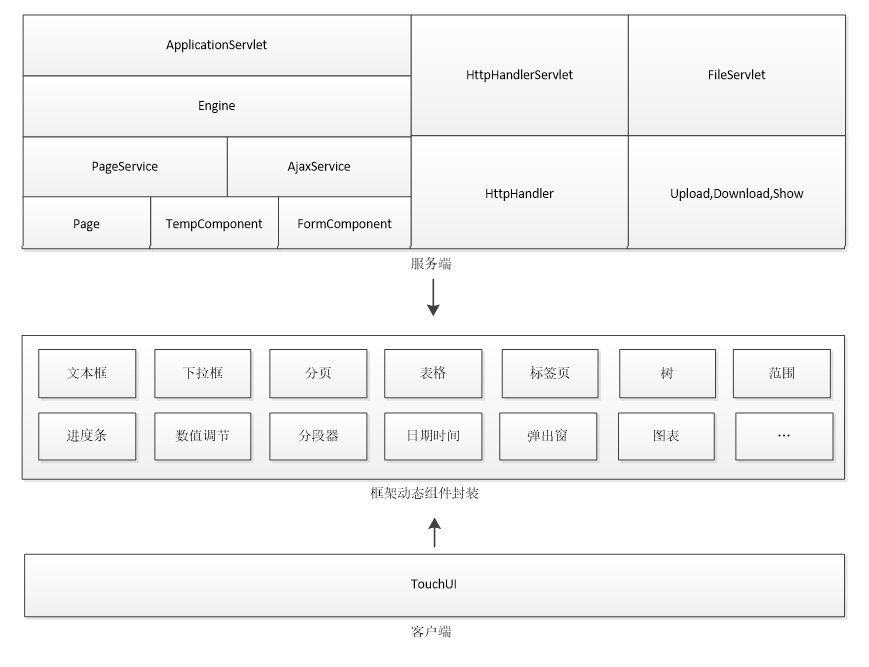 ApplicationServlet
HttpHandlerServlet
FileServlet
Engine
PageService
AjaxService
HttpHandler
Upload,Download,Show
Page
TempComponent
FormComponent
服务端
文本框
下拉框
分页
表格
标签页
树
范围
进度条
数值调节
分段器
日期时间
弹出窗
图表
...
框架动态组件封装
TouchUI
客户端